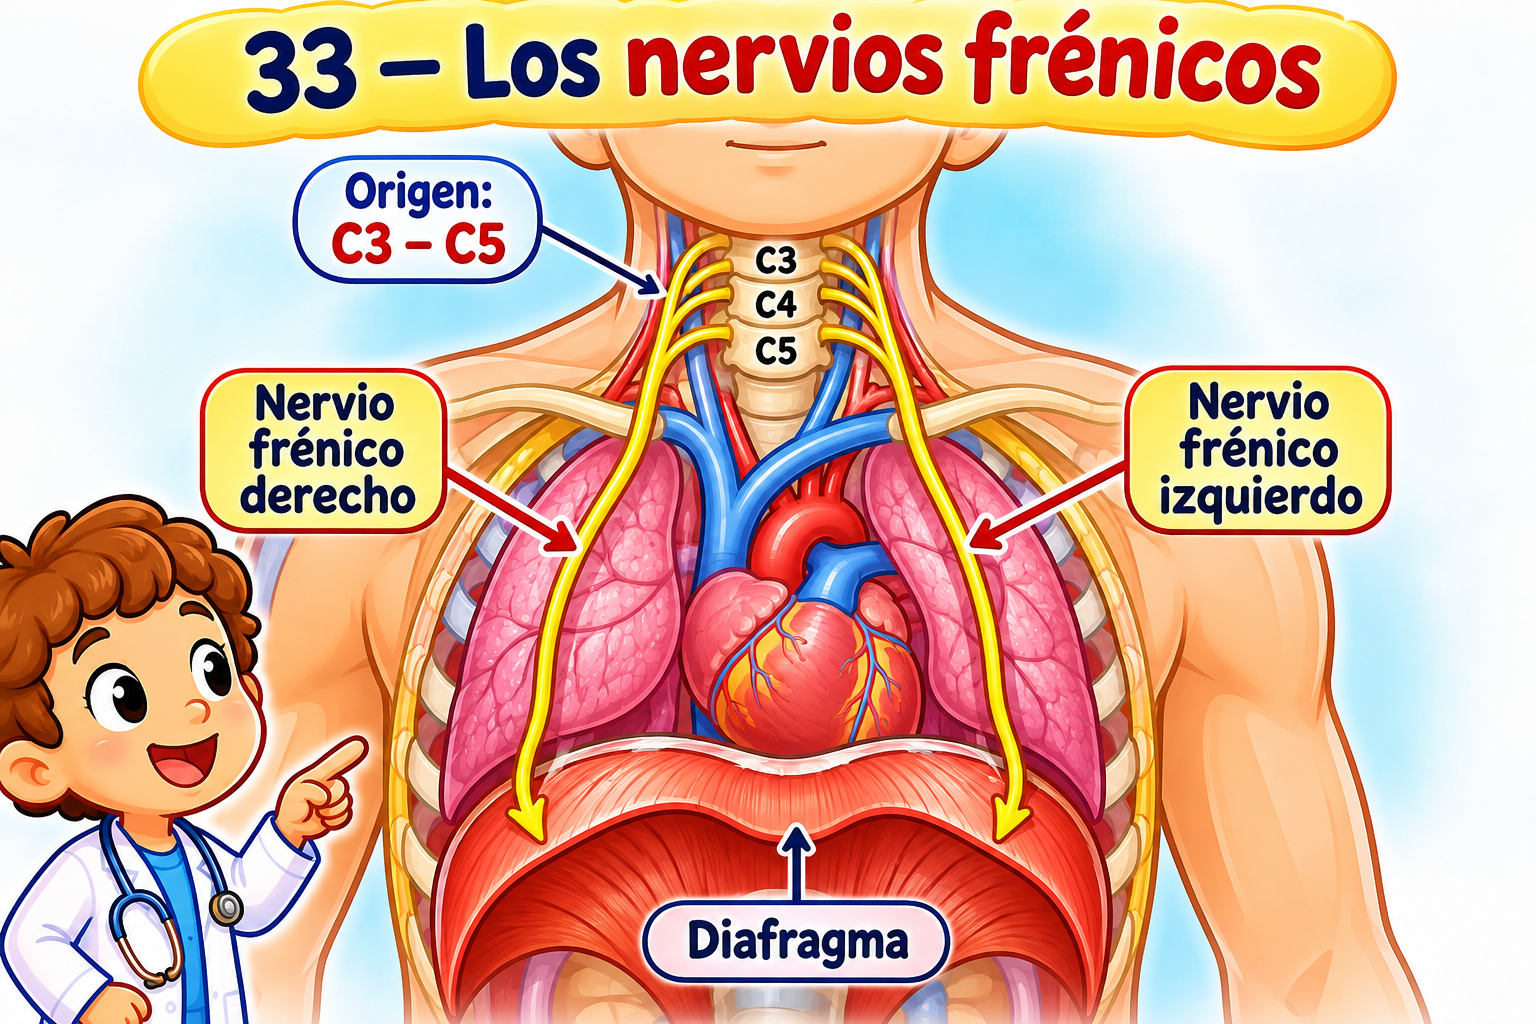 33 – Los nervios frénicos
Origen:
C3 – C5
C3
C4
C5
Nervio
frénico
derecho
Nervio
frénico
izquierdo
Diafragma